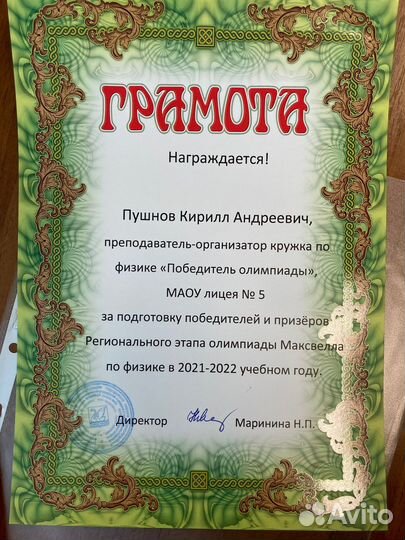 ГРАМОТА
Награждается!
Пушнов Кирилл Андреевич,
преподаватель-организатор кружка по
физике «Победитель олимпиады»,
МАОУ лицея № 5
за подготовку победителей и призёров
Регионального этапа олимпиады Максвелла
по физике в 2021-2022 учебном году.
Директор Маринина Н.П.
Avito